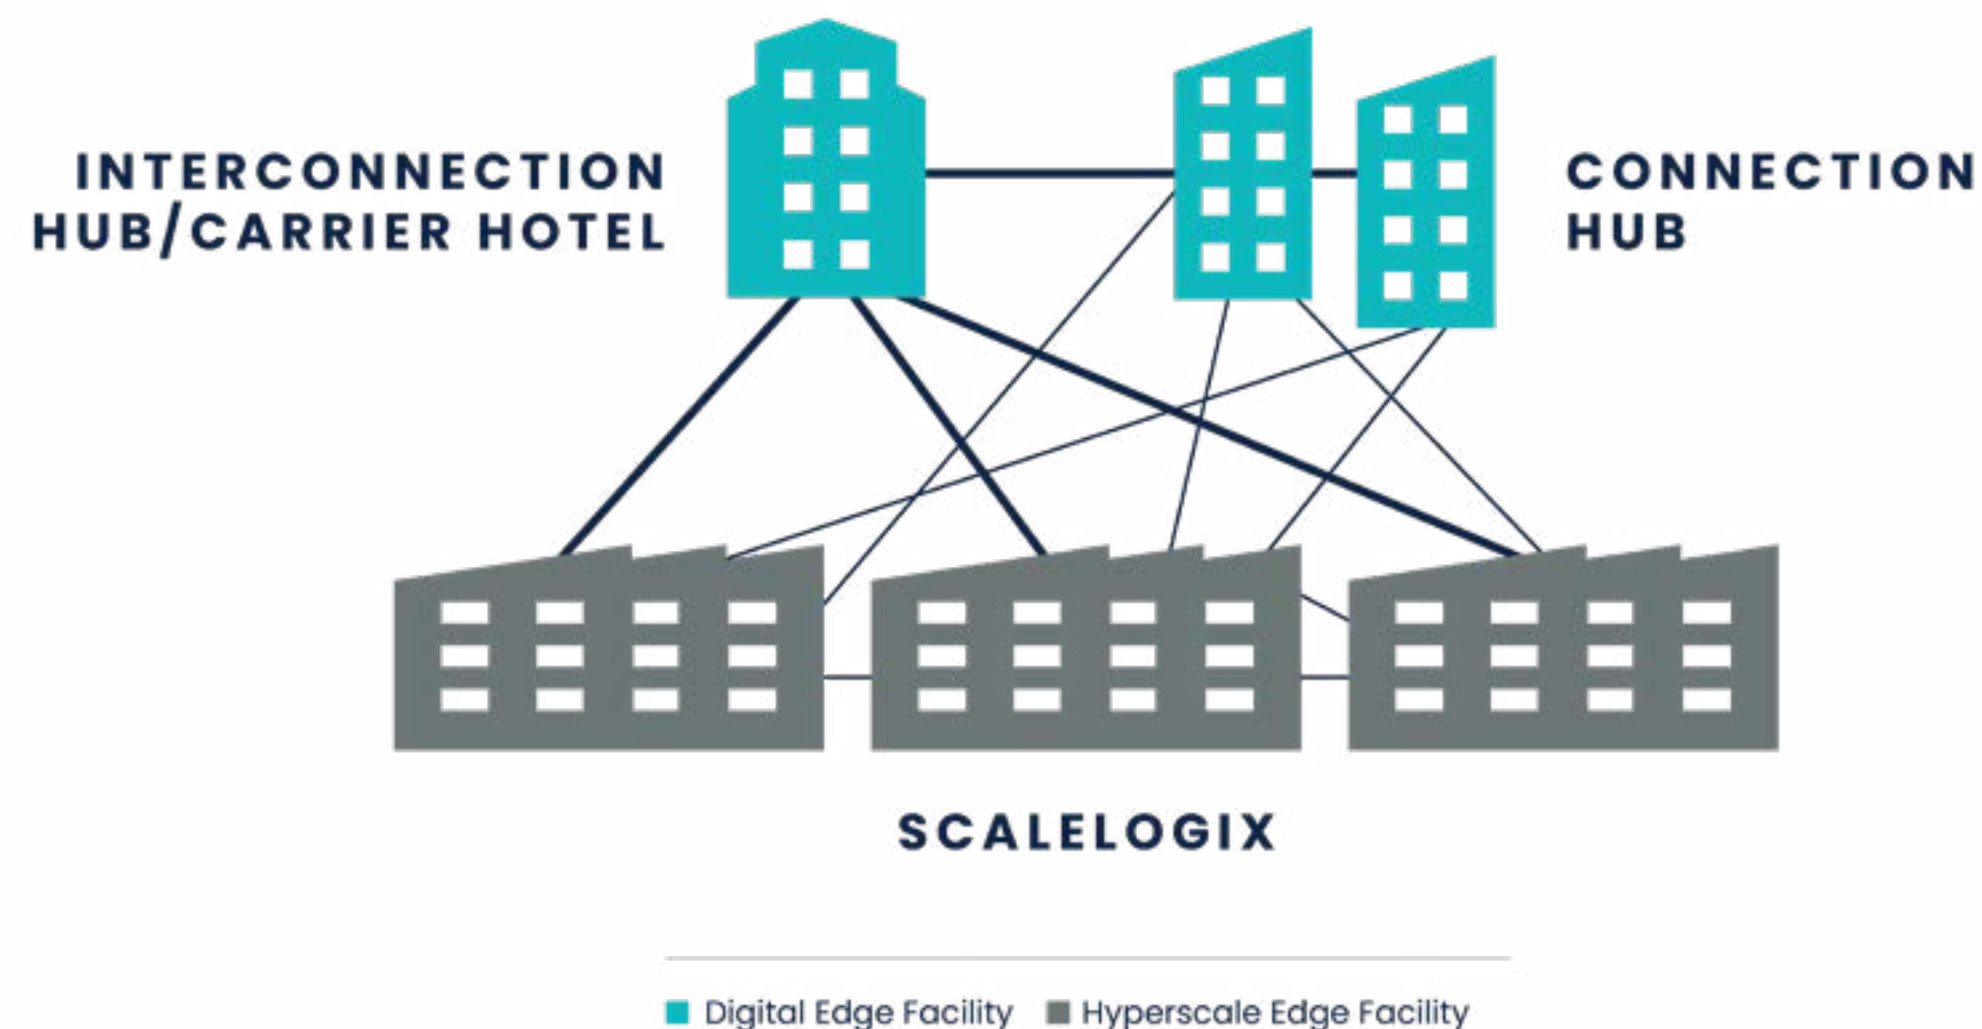 INTERCONNECTION
HUB/CARRIER HOTEL
CONNECTION
HUB
SCALELOGIX
Digital Edge Facility
Hyperscale Edge Facility